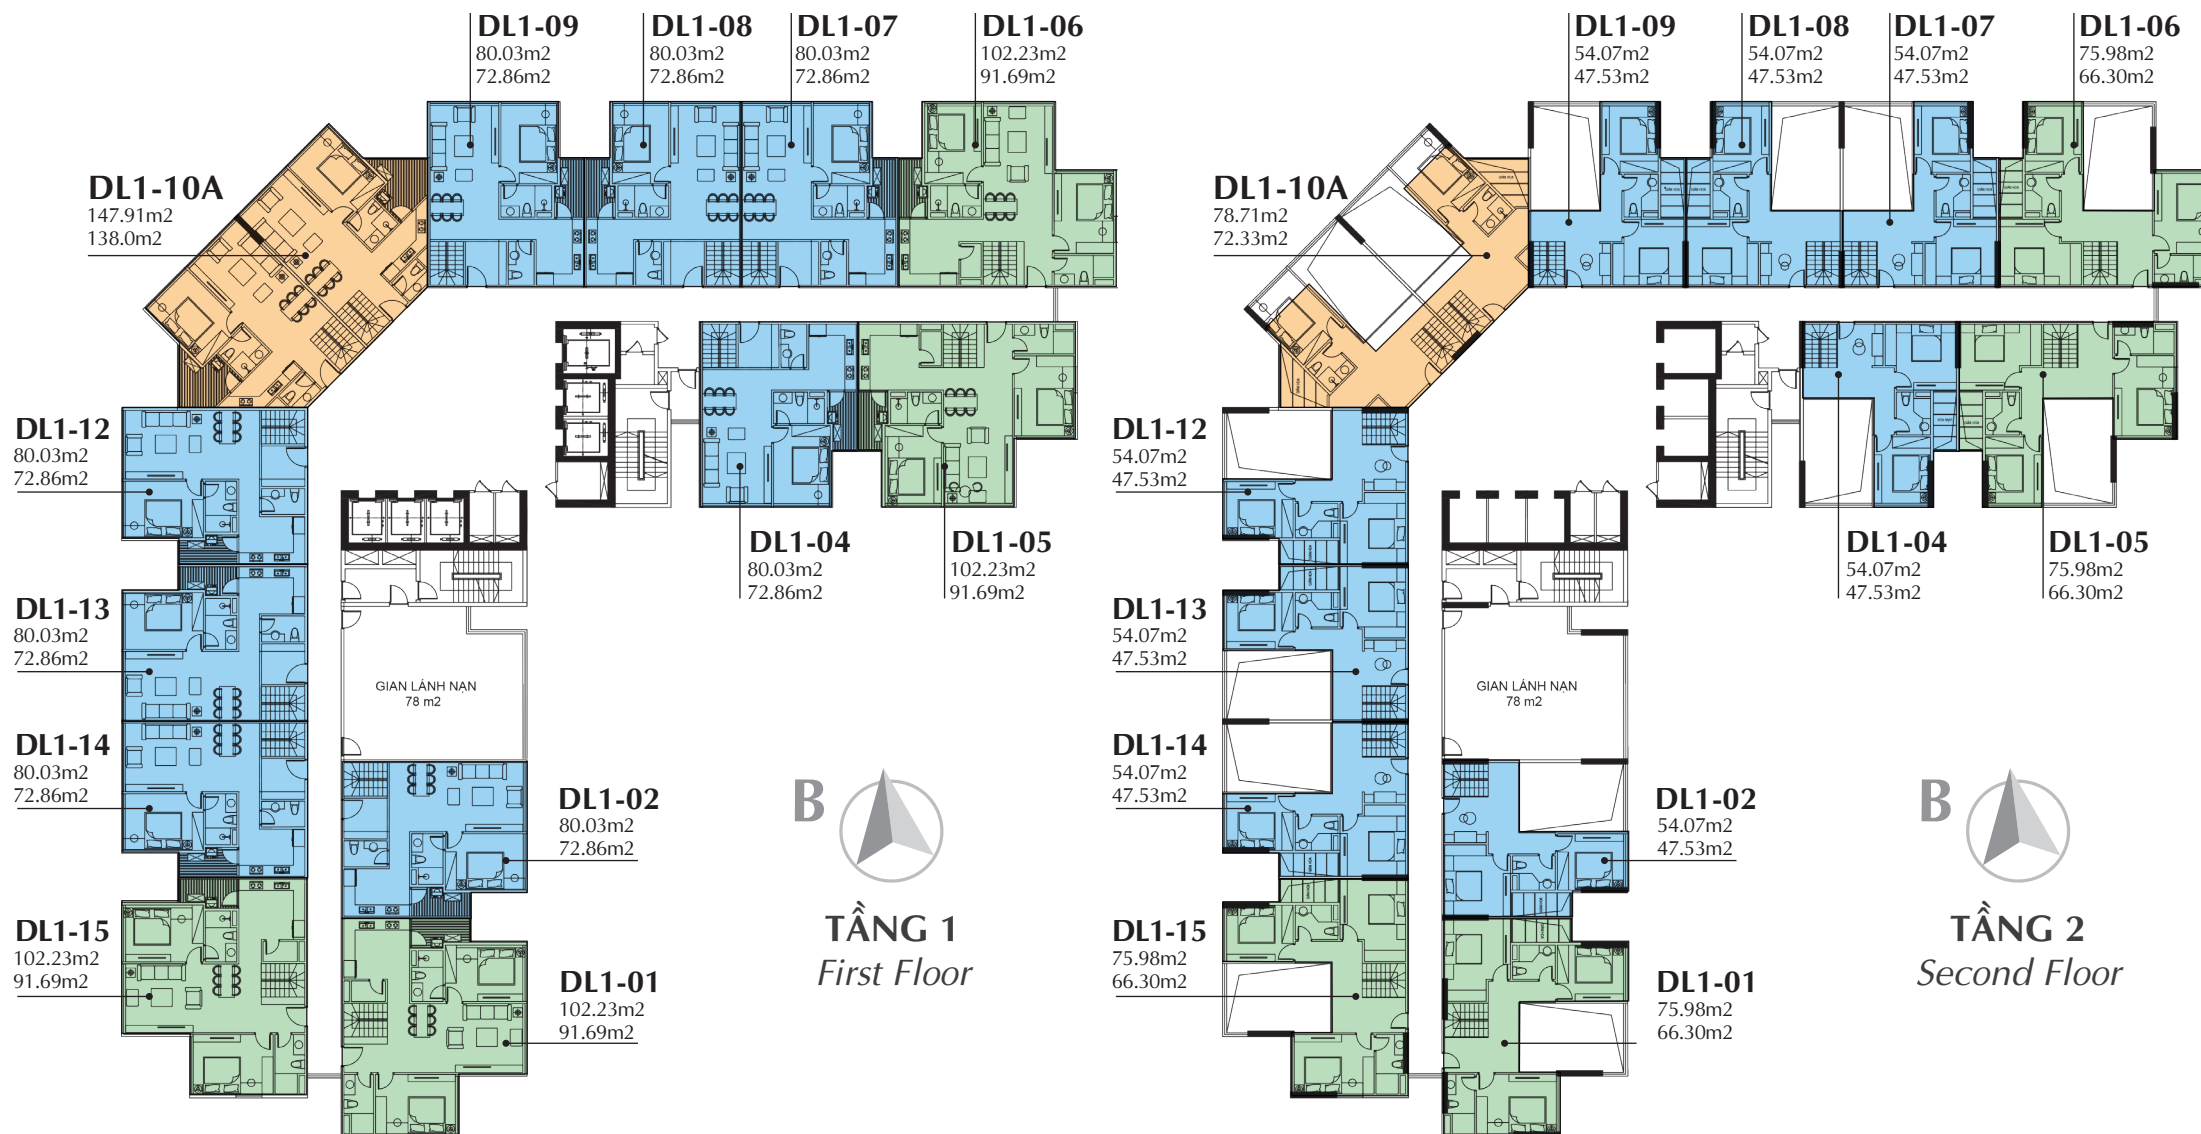 DL1-09
80.03m2
72.86m2
DL1-08
80.03m2
72.86m2
DL1-07
80.03m2
72.86m2
DL1-06
102.23m2
91.69m2
DL1-10A
147.91m2
138.0m2
DL1-12
80.03m2
72.86m2
DL1-13
80.03m2
72.86m2
DL1-14
80.03m2
72.86m2
DL1-15
102.23m2
91.69m2
DL1-04
80.03m2
72.86m2
DL1-05
102.23m2
91.69m2
GIAN LÁNH NẠN
78 m2
DL1-02
80.03m2
72.86m2
DL1-01
102.23m2
91.69m2
B
TẦNG 1
First Floor
DL1-09
54.07m2
47.53m2
DL1-08
54.07m2
47.53m2
DL1-07
54.07m2
47.53m2
DL1-06
75.98m2
66.30m2
DL1-10A
78.71m2
72.33m2
DL1-12
54.07m2
47.53m2
DL1-13
54.07m2
47.53m2
DL1-14
54.07m2
47.53m2
DL1-15
75.98m2
66.30m2
DL1-04
54.07m2
47.53m2
DL1-05
75.98m2
66.30m2
GIAN LÁNH NẠN
78 m2
DL1-02
54.07m2
47.53m2
DL1-01
75.98m2
66.30m2
B
TẦNG 2
Second Floor